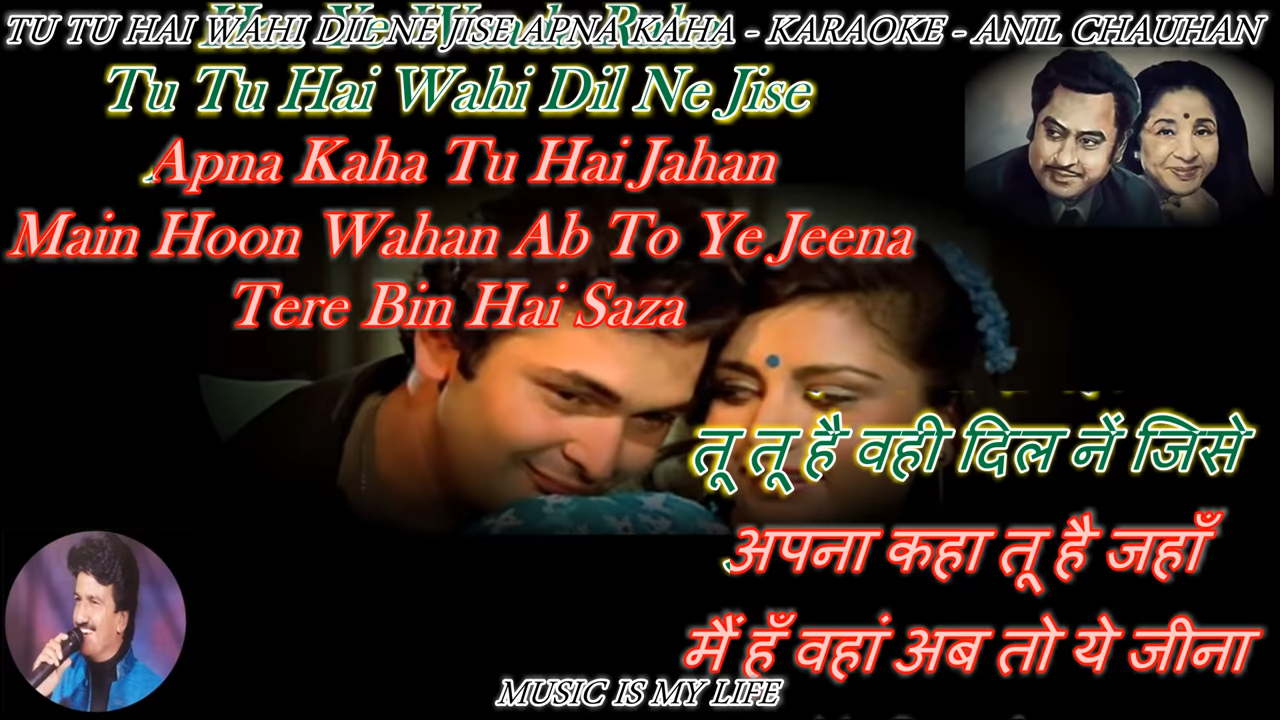 TU TU HAI WAHI DIL NE JISE APNA KAHA - KARAOKE - ANIL CHAUHAN
Tu Tu Hai Wahi Dil Ne Jise
Apna Kaha Tu Hai Jahan
Main Hoon Wahan Ab To Ye Jeena
Tere Bin Hai Saza
तू तू है वही दिल नें जिसे
अपना कहा तू है जहाँ
मैं हूँ वहां अब तो ये जीना
MUSIC IS MY LIFE